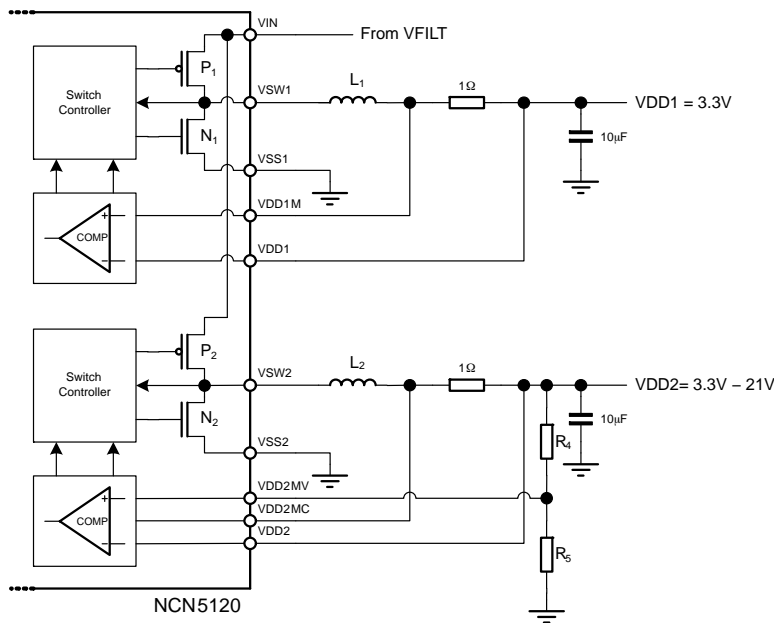 VIN
From VFILT
P1
Switch
Controller
VSW1
L1
1Ω
VDD1 = 3.3V
N1
10µF
VSS1
+
COMP
−
VDD1M
VDD1
P2
Switch
Controller
VSW2
L2
1Ω
VDD2= 3.3V – 21V
N2
10µF
R4
VSS2
+
COMP
−
VDD2MV
VDD2MC
VDD2
R5
NCN5120